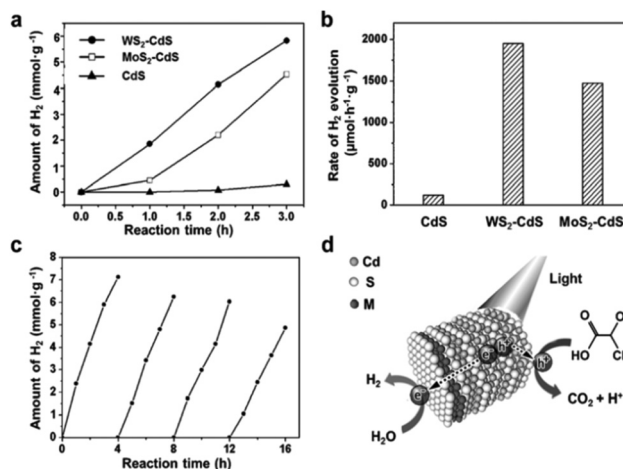 a
WS₂-CdS
MoS₂-CdS
CdS
Amount of H₂ (mmol·g⁻¹)
6
5
4
3
2
1
0
0.0 0.5 1.0 1.5 2.0 2.5 3.0
Reaction time (h)
b
Rate of H₂ evolution
(μmol·h⁻¹·g⁻¹)
2000
1500
1000
500
0
CdS WS₂-CdS MoS₂-CdS
c
Amount of H₂ (mmol·g⁻¹)
8
7
6
5
4
3
2
1
0
0 4 8 12 16
Reaction time (h)
d
Cd
S
M
Light
e⁻ h⁺
h⁺
e⁻
H₂
H₂O
O
HO
CO₂ + H⁺